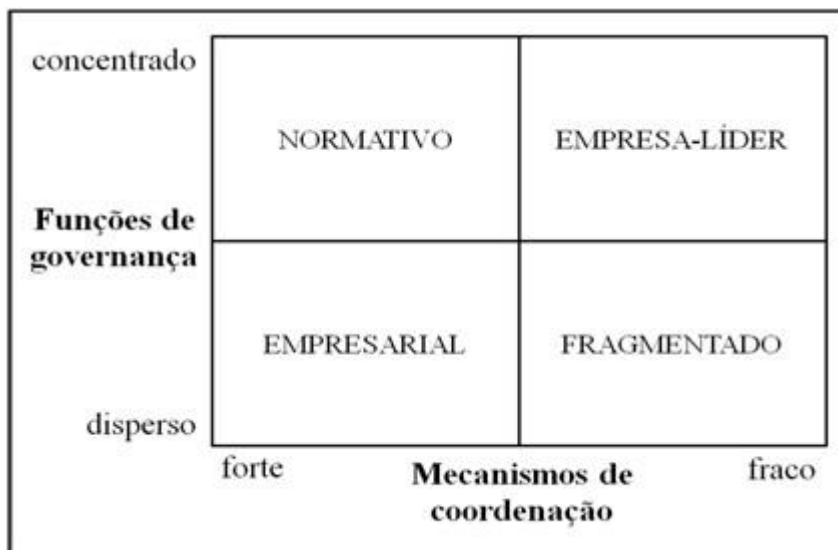 concentrado
NORMATIVO
EMPRESA-LÍDER
Funções de
governança
EMPRESARIAL
FRAGMENTADO
disperso
forte
Mecanismos de
coordenação
fraco